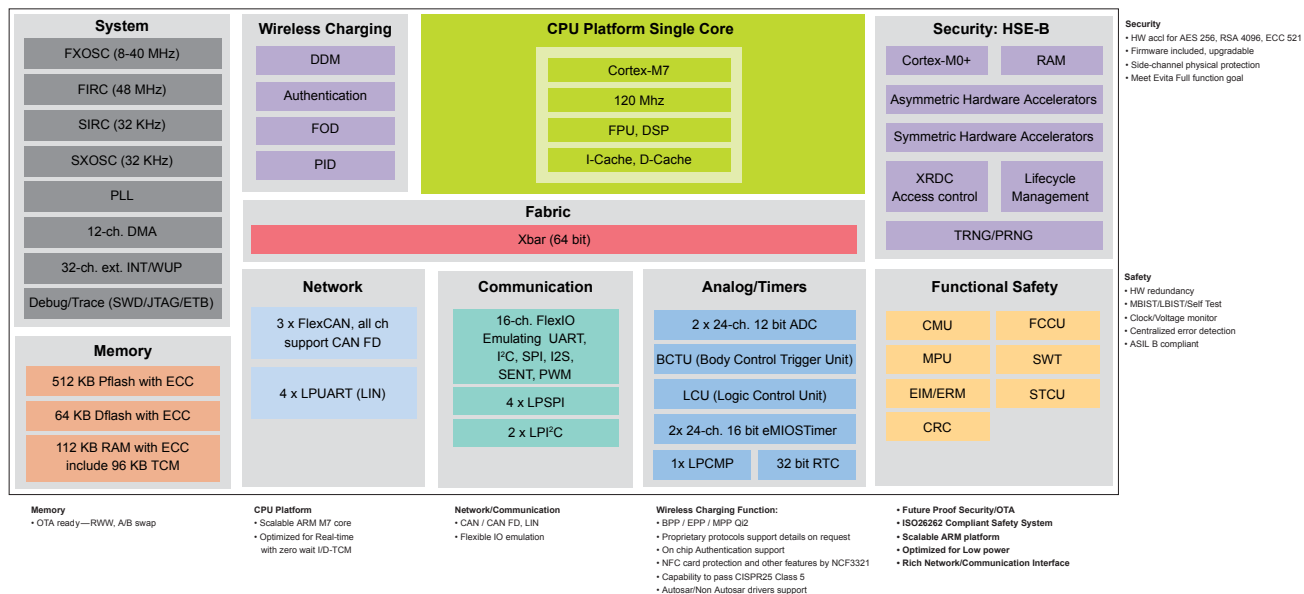 System
FXOSC (8-40 MHz)
FIRC (48 MHz)
SIRC (32 KHz)
SXOSC (32 KHz)
PLL
12-ch. DMA
32-ch. ext. INT/WUP
Debug/Trace (SWD/JTAG/ETB)
Memory
512 KB Pflash with ECC
64 KB Dflash with ECC
112 KB RAM with ECC
include 96 KB TCM
Wireless Charging
DDM
Authentication
FOD
PID
CPU Platform Single Core
Cortex-M7
120 Mhz
FPU, DSP
I-Cache, D-Cache
Fabric
Xbar (64 bit)
Network
3 x FlexCAN, all ch
support CAN FD
4 x LPUART (LIN)
Communication
16-ch. FlexIO
Emulating UART,
I²C, SPI, I2S,
SENT, PWM
4 x LPSPI
2 x LPI²C
Analog/Timers
2 x 24-ch. 12 bit ADC
BCTU (Body Control Trigger Unit)
LCU (Logic Control Unit)
2x 24-ch. 16 bit eMIOSTimer
1x LPCMP
32 bit RTC
Security: HSE-B
Cortex-M0+
RAM
Asymmetric Hardware Accelerators
Symmetric Hardware Accelerators
XRDC
Access control
Lifecycle
Management
TRNG/PRNG
Functional Safety
CMU
FCCU
MPU
SWT
EIM/ERM
STCU
CRC
Security
• HW accl for AES 256, RSA 4096, ECC 521
• Firmware included, upgradable
• Side-channel physical protection
• Meet Evita Full function goal
Safety
• HW redundancy
• MBIST/LBIST/Self Test
• Clock/Voltage monitor
• Centralized error detection
• ASIL B compliant
Memory
• OTA ready—RWW, A/B swap
CPU Platform
• Scalable ARM M7 core
• Optimized for Real-time
with zero wait I/D-TCM
Network/Communication
• CAN / CAN FD, LIN
• Flexible IO emulation
Wireless Charging Function:
• BPP / EPP / MPP Qi2
• Proprietary protocols support details on request
• On chip Authentication support
• NFC card protection and other features by NCF3321
• Capability to pass CISPR25 Class 5
• Autosar/Non Autosar drivers support
• Future Proof Security/OTA
• ISO26262 Compliant Safety System
• Scalable ARM platform
• Optimized for Low power
• Rich Network/Communication Interface